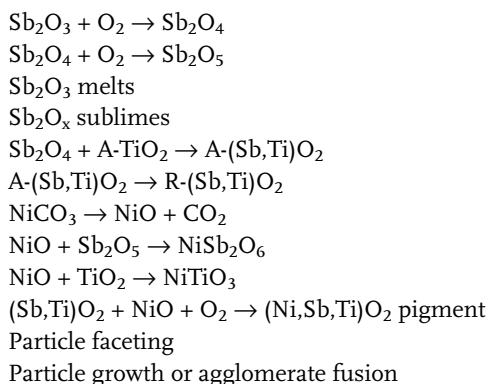 Sb₂O₃ + O₂ → Sb₂O₄
Sb₂O₄ + O₂ → Sb₂O₅
Sb₂O₃ melts
Sb₂Oₓ sublimes
Sb₂O₄ + A-TiO₂ → A-(Sb,Ti)O₂
A-(Sb,Ti)O₂ → R-(Sb,Ti)O₂
NiCO₃ → NiO + CO₂
NiO + Sb₂O₅ → NiSb₂O₆
NiO + TiO₂ → NiTiO₃
(Sb,Ti)O₂ + NiO + O₂ → (Ni,Sb,Ti)O₂ pigment
Particle faceting
Particle growth or agglomerate fusion